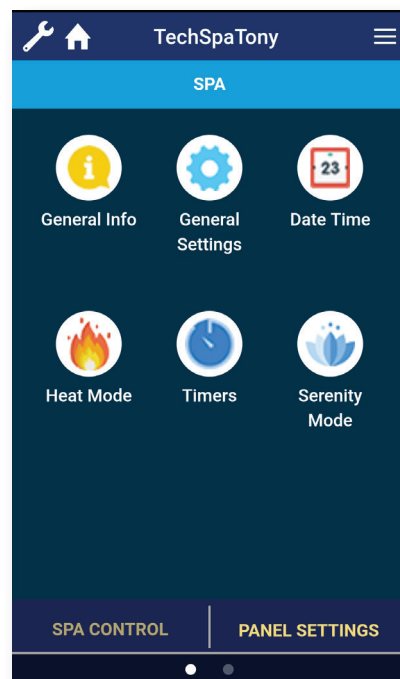 TechSpaTony
SPA
General Info
General
Settings
23
Date Time
Heat Mode
Timers
Serenity
Mode
SPA CONTROL
PANEL SETTINGS